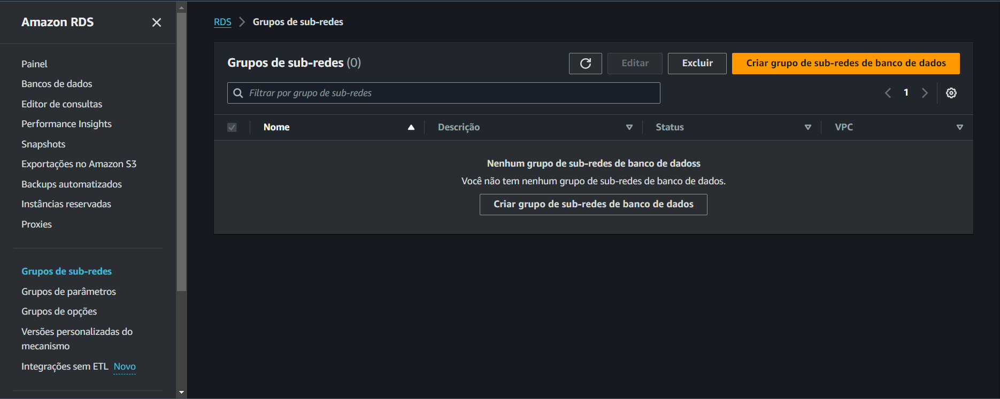 Amazon RDS
Painel
Bancos de dados
Editor de consultas
Performance Insights
Snapshots
Exportações no Amazon S3
Backups automatizados
Instâncias reservadas
Proxies
Grupos de sub-redes
Grupos de parâmetros
Grupos de opções
Versões personalizadas do
mecanismo
Integrações sem ETL Novo
RDS Grupos de sub-redes
Grupos de sub-redes (0)
Editar
Excluir
Criar grupo de sub-redes de banco de dados
Filtrar por grupo de sub-redes
1
Nome Descrição Status VPC
Nenhum grupo de sub-redes de banco de dadoss
Você não tem nenhum grupo de sub-redes de banco de dados.
Criar grupo de sub-redes de banco de dados